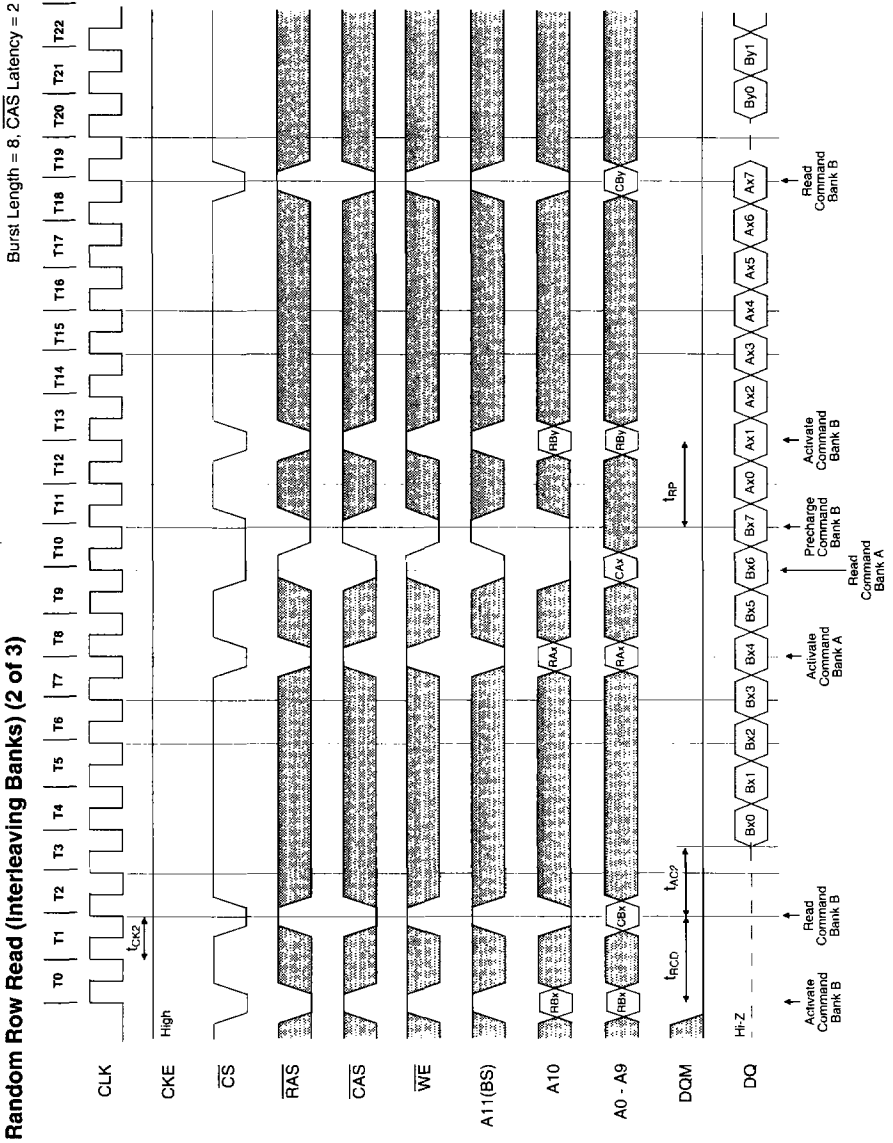 Random Row Read (Interleaving Banks) (2 of 3)
Burst Length = 8, CAS Latency = 2
T0 T1 T2 T3 T4 T5 T6 T7 T8 T9 T10 T11 T12 T13 T14 T15 T16 T17 T18 T19 T20 T21 T22
CLK
tCK2
CKE
High
CS
RAS
CAS
WE
A11(BS)
A10
RBx RAx RBy
A0 - A9
RBx CBx RAx CAx RBy CBy
DQM
tRCD tAC2 tRP
DQ
Hi-Z
Bx0 Bx1 Bx2 Bx3 Bx4 Bx5 Bx6 Bx7 Ax0 Ax1 Ax2 Ax3 Ax4 Ax5 Ax6 Ax7 By0 By1
Activate
Command
Bank B
Read
Command
Bank B
Activate
Command
Bank A
Read
Command
Bank A
Precharge
Command
Bank B
Activate
Command
Bank B
Read
Command
Bank B